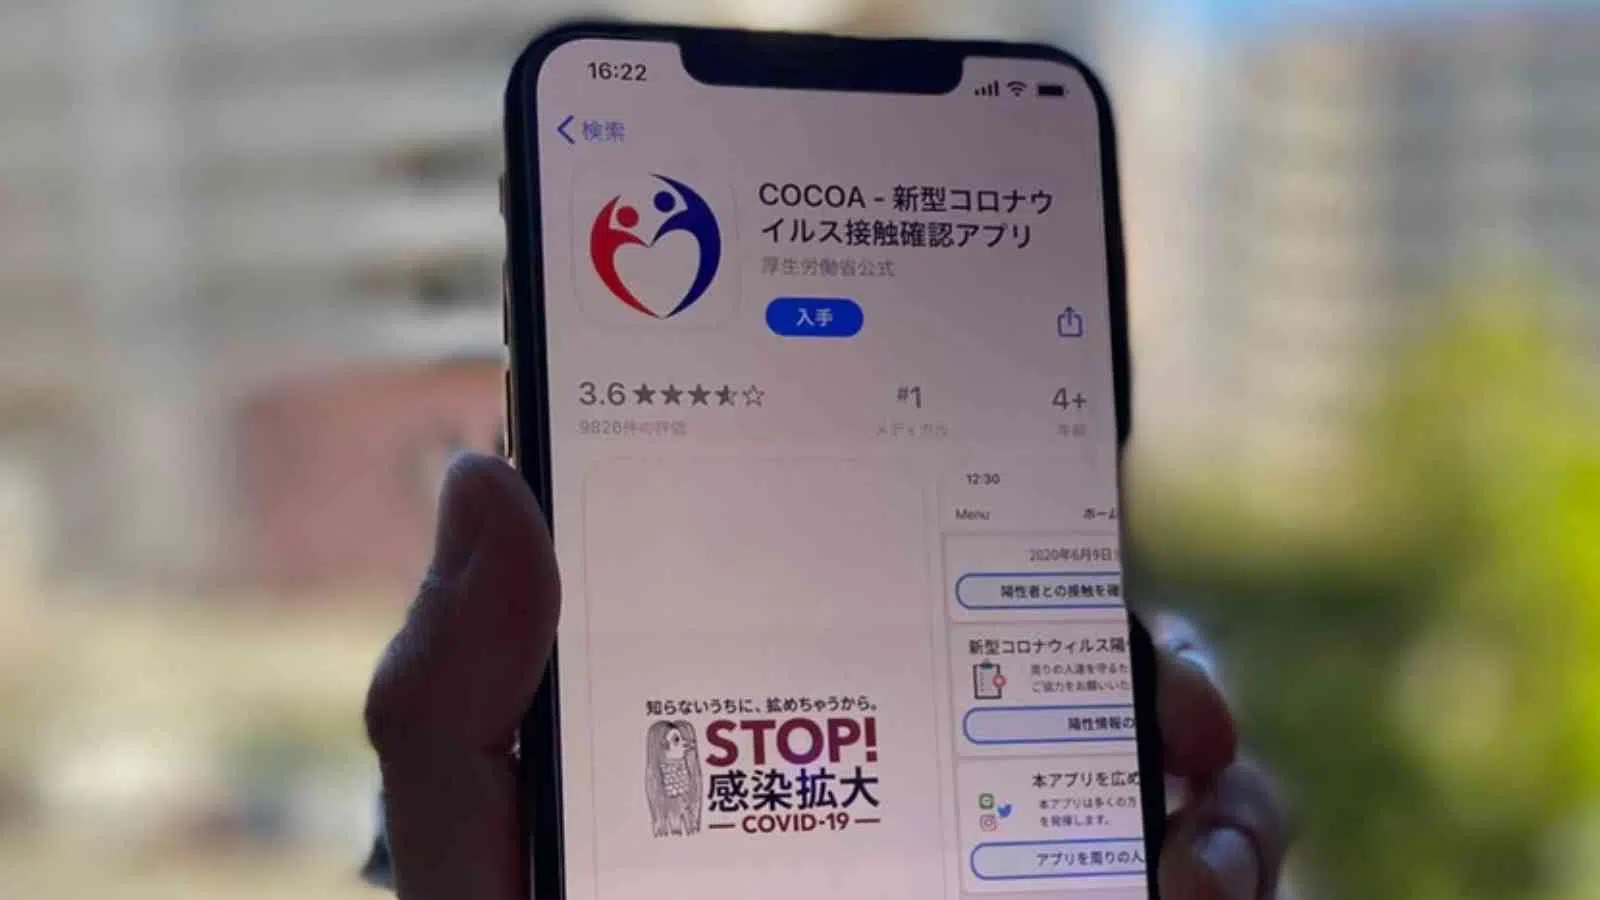 16:22
検索
COCOA - 新型コロナウ
イルス接触確認アプリ
厚生労働省公式
入手
3.6 ★★★★☆
#1
4+
9826件の評価
メディカル
年齢
知らないうちに、拡めちゃうから。
STOP!
感染拡大
COVID-19
12:30
Menu
ホーム
2020年6月9日
陽性者との接触を確
新型コロナウィルス陽
周りの人達を守るた
ご協力をお願いいた
陽性情報の
本アプリを広め
本アプリは多くの方
を発揮します。
アプリを周りの人